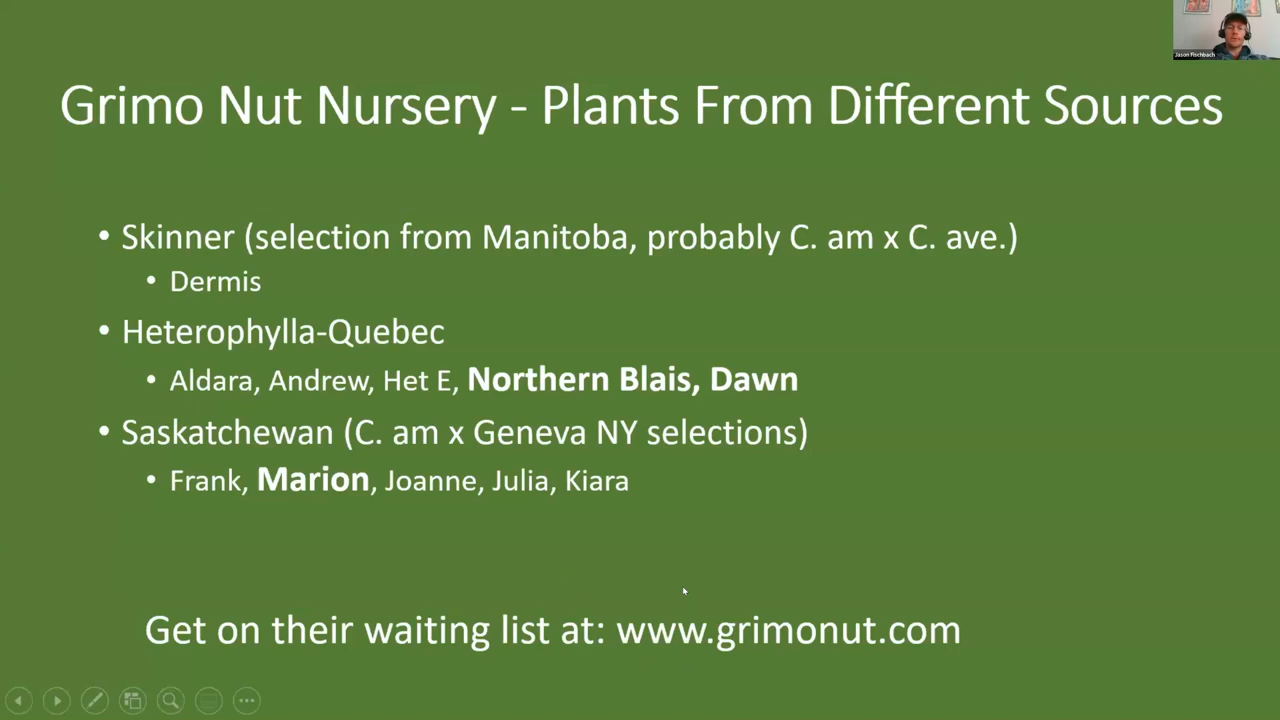 Jason Fischbach
Grimo Nut Nursery - Plants From Different Sources
• Skinner (selection from Manitoba, probably C. am x C. ave.)
• Dermis
• Heterophylla-Quebec
• Aldara, Andrew, Het E, Northern Blais, Dawn
• Saskatchewan (C. am x Geneva NY selections)
• Frank, Marion, Joanne, Julia, Kiara
Get on their waiting list at: www.grimonut.com